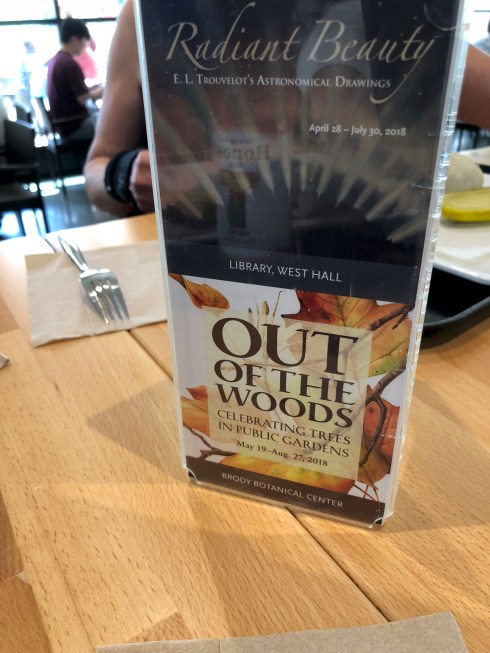 Radiant Beauty
E. L. Trouvelot's Astronomical Drawings
April 28 – July 30, 2018
LIBRARY, WEST HALL
OUT
OF THE
WOODS
CELEBRATING TREES
IN PUBLIC GARDENS
May 19–Aug. 27, 2018
BRODY BOTANICAL CENTER